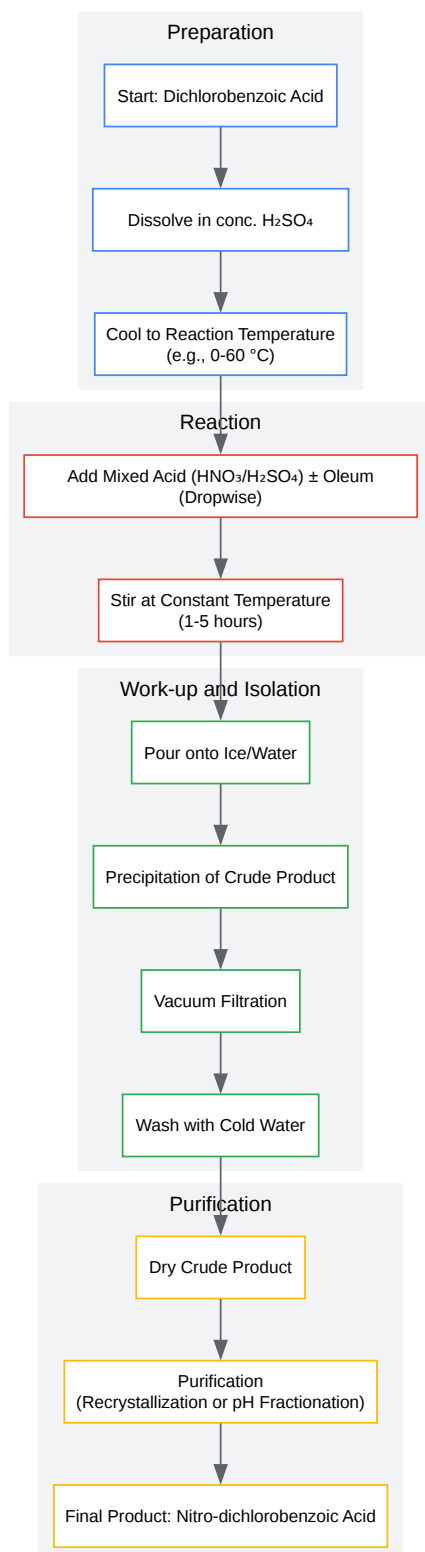 Preparation
Start: Dichlorobenzoic Acid
Dissolve in conc. H₂SO₄
Cool to Reaction Temperature
(e.g., 0-60 °C)
Reaction
Add Mixed Acid (HNO₃/H₂SO₄) ± Oleum
(Dropwise)
Stir at Constant Temperature
(1-5 hours)
Work-up and Isolation
Pour onto Ice/Water
Precipitation of Crude Product
Vacuum Filtration
Wash with Cold Water
Purification
Dry Crude Product
Purification
(Recrystallization or pH Fractionation)
Final Product: Nitro-dichlorobenzoic Acid